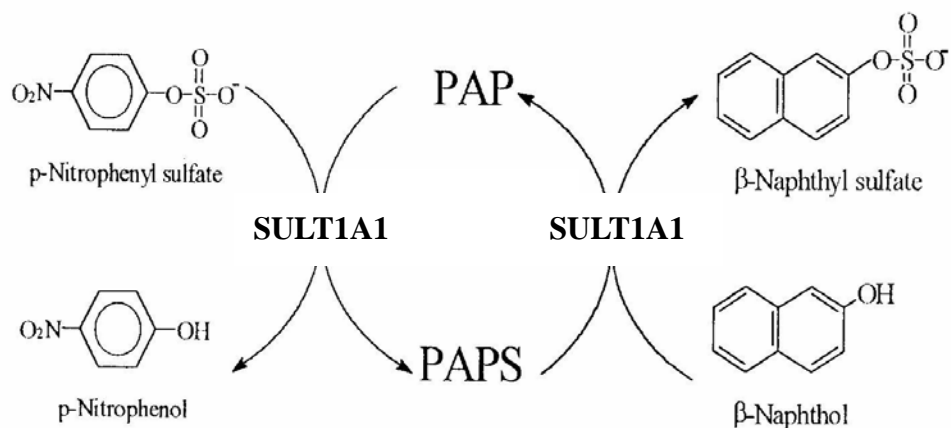 O₂N
O-S-O⁻
O
O
p-Nitrophenyl sulfate
PAP
O-S-O⁻
O
O
β-Naphthyl sulfate
SULT1A1
SULT1A1
O₂N
OH
p-Nitrophenol
PAPS
OH
β-Naphthol